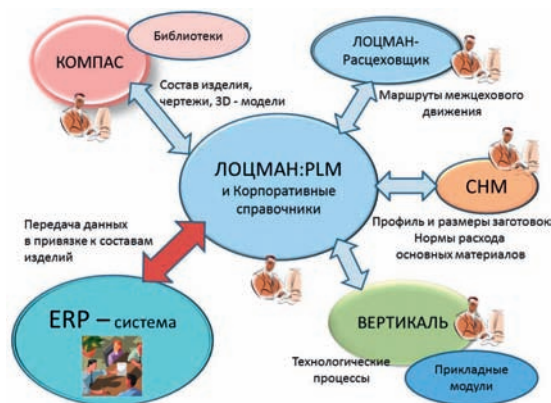 Библиотеки
КОМПАС
ЛОЦМАН-
Расцеховщик
Состав изделия,
чертежи, 3D - модели
Маршруты межцехового
движения
ЛОЦМАН:PLM
и Корпоративные
справочники
СНМ
Передача данных
в привязке к составам
изделий
Профиль и размеры заготовок
Нормы расхода
основных материалов
ERP – система
ВЕРТИКАЛЬ
Технологические
процессы
Прикладные
модули